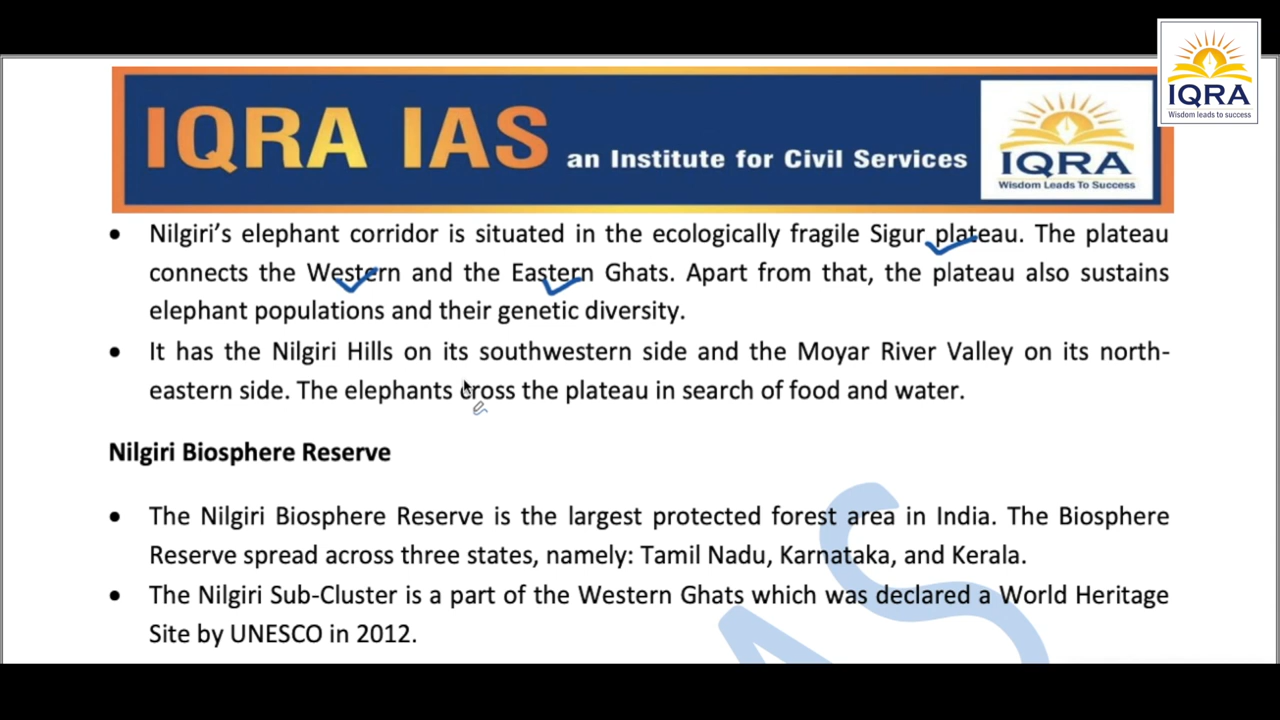 IQRA
Wisdom leads to success
IQRA IAS an Institute for Civil Services
IQRA
Wisdom Leads To Success
• Nilgiri’s elephant corridor is situated in the ecologically fragile Sigur plateau. The plateau
connects the Western and the Eastern Ghats. Apart from that, the plateau also sustains
elephant populations and their genetic diversity.
• It has the Nilgiri Hills on its southwestern side and the Moyar River Valley on its north-
eastern side. The elephants cross the plateau in search of food and water.
Nilgiri Biosphere Reserve
• The Nilgiri Biosphere Reserve is the largest protected forest area in India. The Biosphere
Reserve spread across three states, namely: Tamil Nadu, Karnataka, and Kerala.
• The Nilgiri Sub-Cluster is a part of the Western Ghats which was declared a World Heritage
Site by UNESCO in 2012.